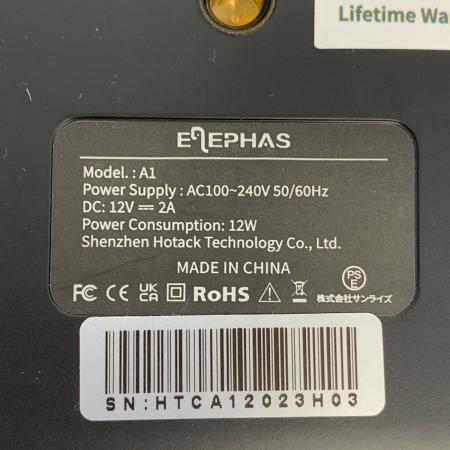 Lifetime Wa
ELEPHAS
Model. : A1
Power Supply : AC100~240V 50/60Hz
DC: 12V ⎓ 2A
Power Consumption: 12W
Shenzhen Hotack Technology Co., Ltd.
MADE IN CHINA
FC CE UK CA RoHS
PS E
株式会社サンライズ
SN:HTCA12023H03